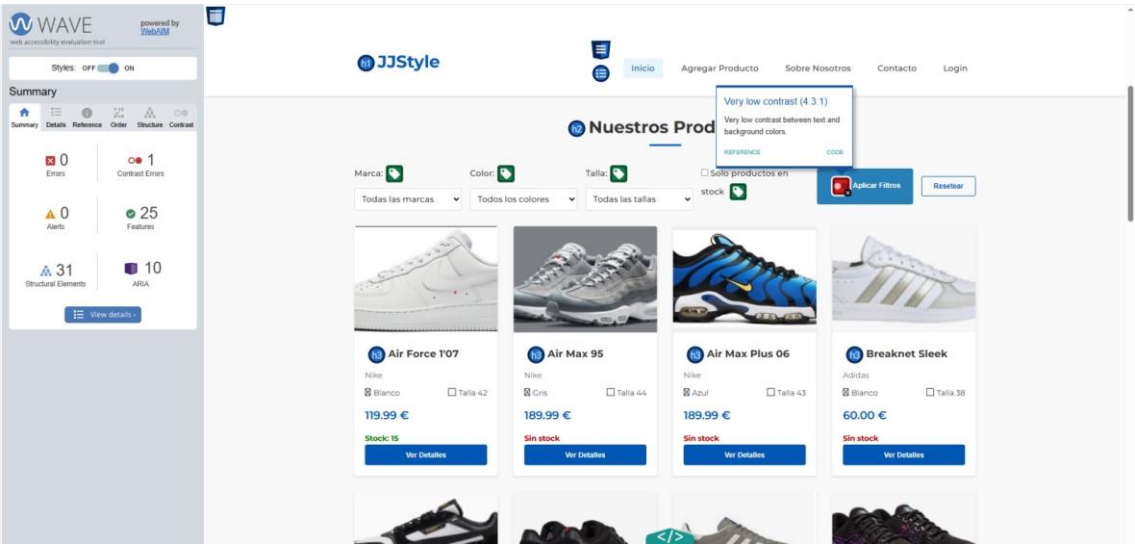 WAVE
powered by
WebAIM
web accessibility evaluation tool
Styles: OFF ON
Summary
Summary Details Reference Order Structure Contrast
0
Errors
1
Contrast Errors
0
Alerts
25
Features
31
Structural Elements
10
ARIA
View details ›
h1 JJStyle
Inicio Agregar Producto Sobre Nosotros Contacto Login
Very low contrast (4.3:1)
Very low contrast between text and
background colors.
REFERENCE CODE
h2 Nuestros Prod
Marca: Color: Talla: Solo productos en
stock
Todas las marcas Todos los colores Todas las tallas
Aplicar Filtros Resetear
h3 Air Force 1'07
Nike
Blanco Talla 42
119.99 €
Stock: 15
Ver Detalles
h3 Air Max 95
Nike
Gris Talla 44
189.99 €
Sin stock
Ver Detalles
h3 Air Max Plus 06
Nike
Azul Talla 43
189.99 €
Sin stock
Ver Detalles
h3 Breaknet Sleek
Adidas
Blanco Talla 38
60.00 €
Sin stock
Ver Detalles
</>